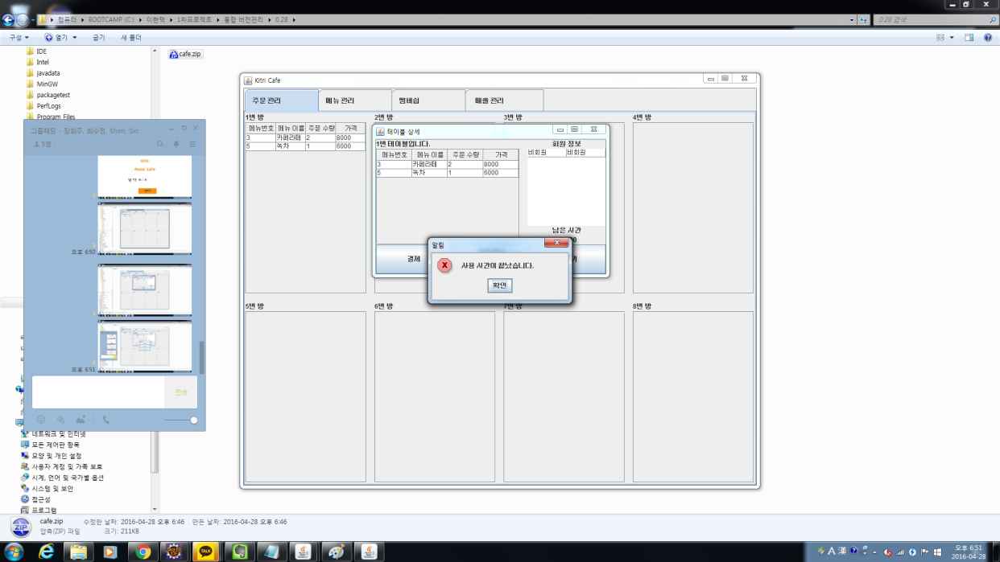 컴퓨터 ▸ BOOTCAMP (C:) ▸ 이현택 ▸ 1차프로젝트 ▸ 통합 버전관리 ▸ 0.28 ▸
0.28 검색
구성 열기 굽기 새 폴더
IDE
Intel
javadata
MinGW
packagetest
PerfLogs
Program Files
cafe.zip
그룹채팅 - 장희주, 최수정, Shim, Sin
5명
오후 6:50
오후 6:51
전송
네트워크 및 인터넷
모든 제어판 항목
모양 및 개인 설정
사용자 계정 및 가족 보호
시계, 언어 및 국가별 옵션
시스템 및 보안
접근성
프로그램
Kitri Cafe
주문 관리 메뉴 관리 멤버쉽 매출 관리
1번 방 2번 방 3번 방 4번 방
메뉴번호 메뉴 이름 주문 수량 가격
3 카페라떼 2 8000
5 녹차 1 6000
테이블 상세
1번 테이블입니다.
메뉴번호 메뉴 이름 주문 수량 가격
3 카페라떼 2 8000
5 녹차 1 6000
회원 정보
비회원 비회원
남은 시간
결제
알림
사용 시간이 끝났습니다.
확인
5번 방 6번 방 7번 방 8번 방
cafe.zip 수정한 날짜: 2016-04-28 오후 6:46 만든 날짜: 2016-04-28 오후 6:46
압축(ZIP) 파일 크기: 211KB
ZIP
TALK
A 漢
오후 6:51
2016-04-28